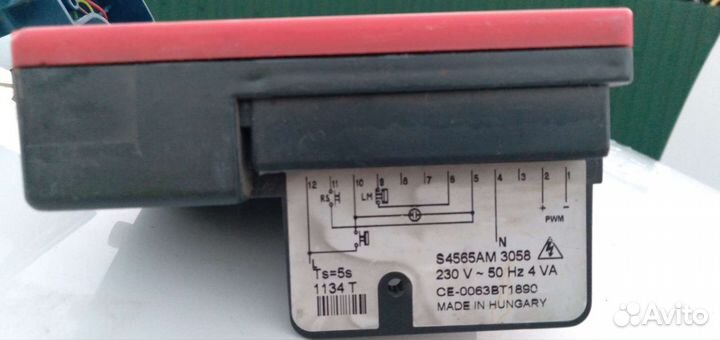 12 11 10 9 8 7 6 5 4 3 2 1
RS
LM
+ −
PWM
N
L
Ts=5s
1134 T
S4565AM 3058
230 V ~ 50 Hz 4 VA
CE-0063BT1890
MADE IN HUNGARY
Avito